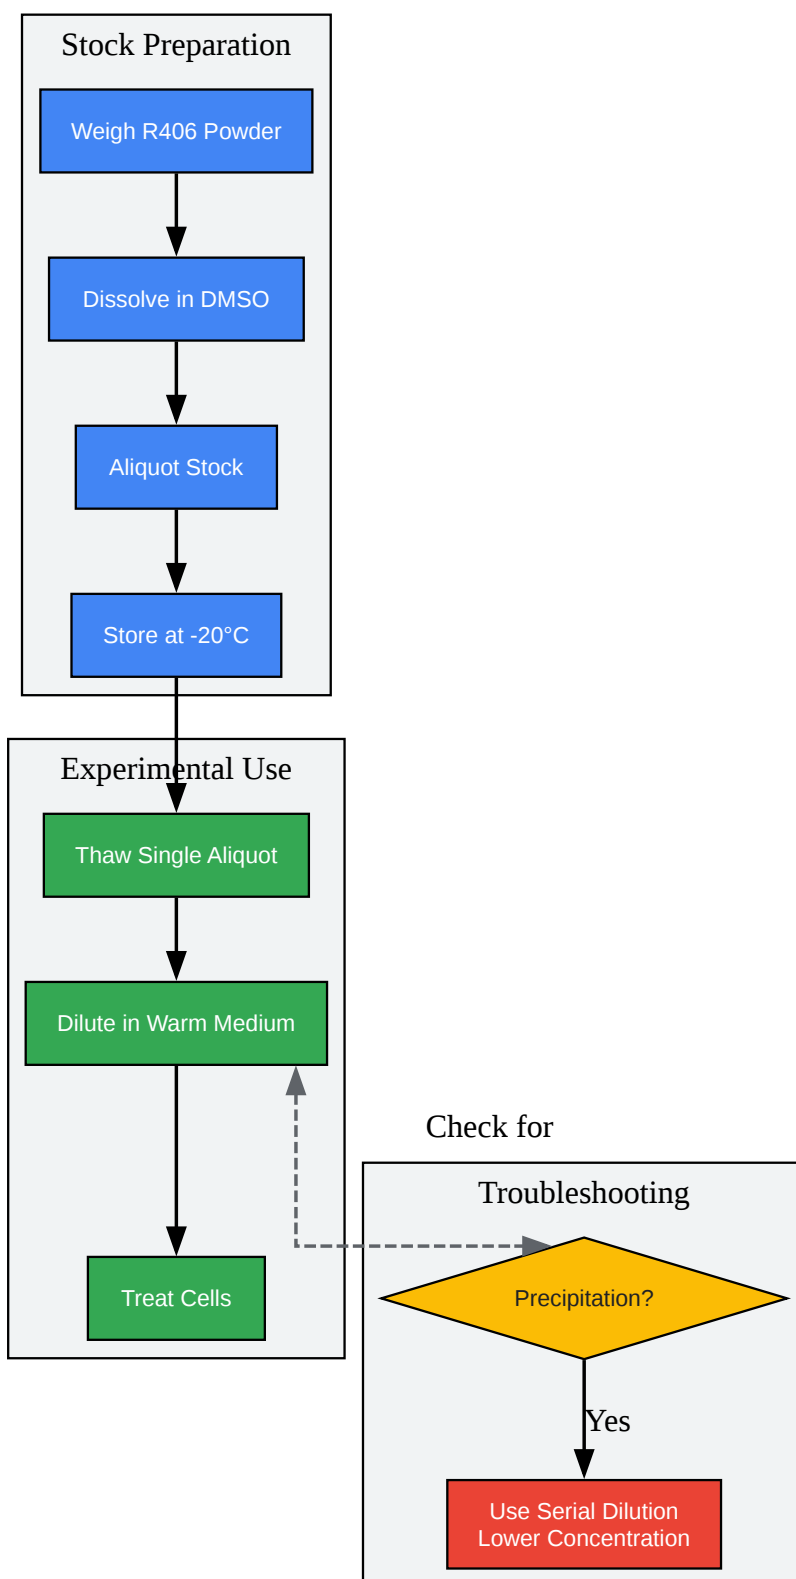 Stock Preparation
Weigh R406 Powder
Dissolve in DMSO
Aliquot Stock
Store at -20°C
Experimental Use
Thaw Single Aliquot
Dilute in Warm Medium
Check for
Troubleshooting
Precipitation?
Treat Cells
Yes
Use Serial Dilution
Lower Concentration